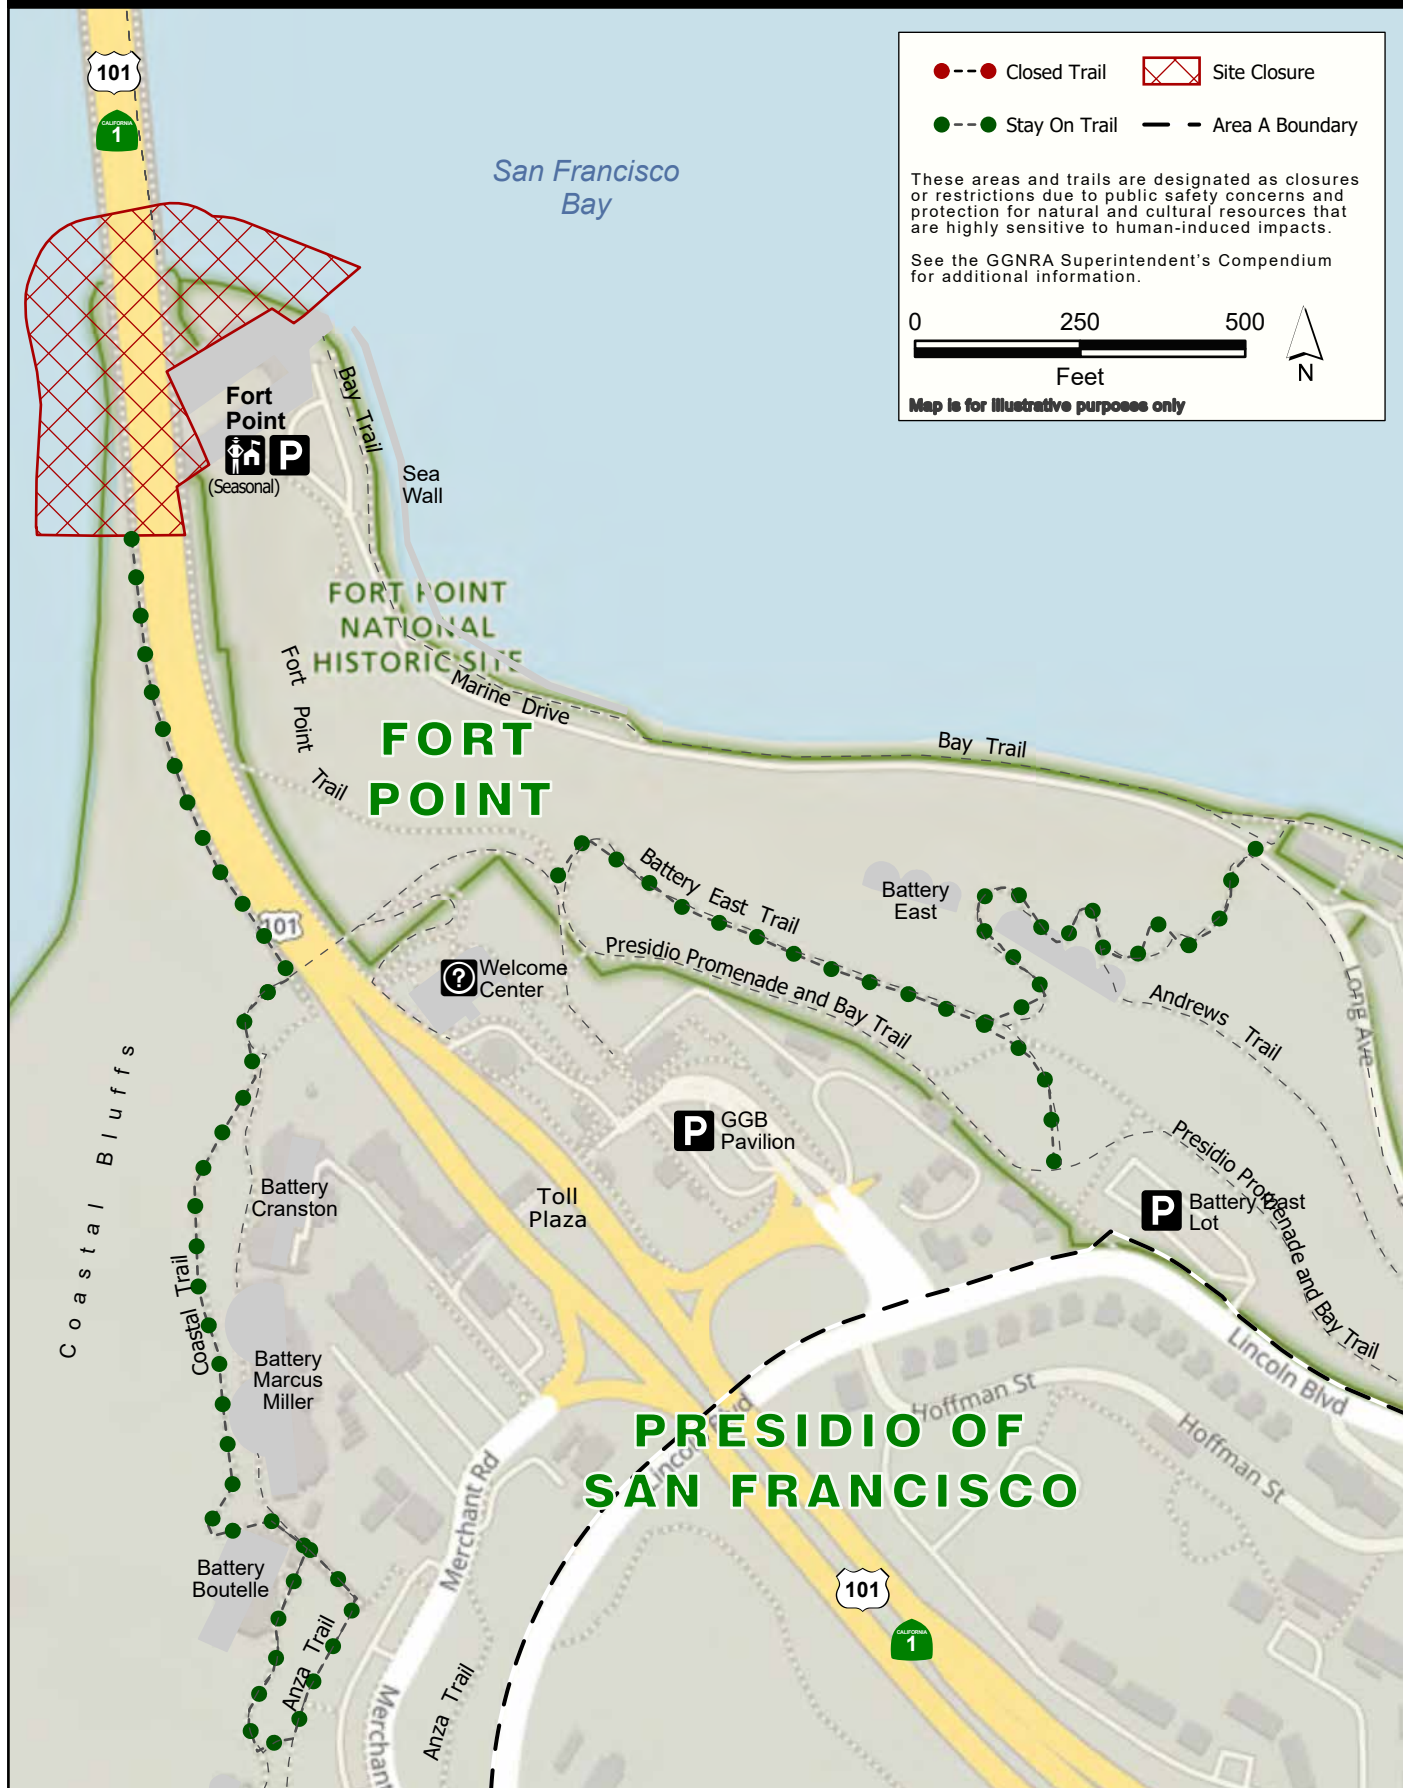 101
CALIFORNIA
1
San Francisco
Bay
Closed Trail
Site Closure
Stay On Trail
Area A Boundary
These areas and trails are designated as closures
or restrictions due to public safety concerns and
protection for natural and cultural resources that
are highly sensitive to human-induced impacts.
See the GGNRA Superintendent's Compendium
for additional information.
0 250 500
Feet
N
Map is for illustrative purposes only
Fort
Point
P
(Seasonal)
Bay Trail
Sea
Wall
FORT POINT
NATIONAL
HISTORIC SITE
Fort Point Trail
Marine Drive
FORT
POINT
Bay Trail
Battery East Trail
Battery
East
Presidio Promenade and Bay Trail
101
?
Welcome
Center
Andrews Trail
Long Ave
Coastal Bluffs
P
GGB
Pavilion
Presidio Promenade and Bay Trail
Battery
Cranston
Toll
Plaza
P
Battery East
Lot
Coastal Trail
Battery
Marcus
Miller
Lincoln Blvd
Hoffman St
Hoffman St
Lincoln Blvd
PRESIDIO OF
SAN FRANCISCO
Merchant Rd
Battery
Boutelle
101
CALIFORNIA
1
Anza Trail
Anza Trail
Merchant